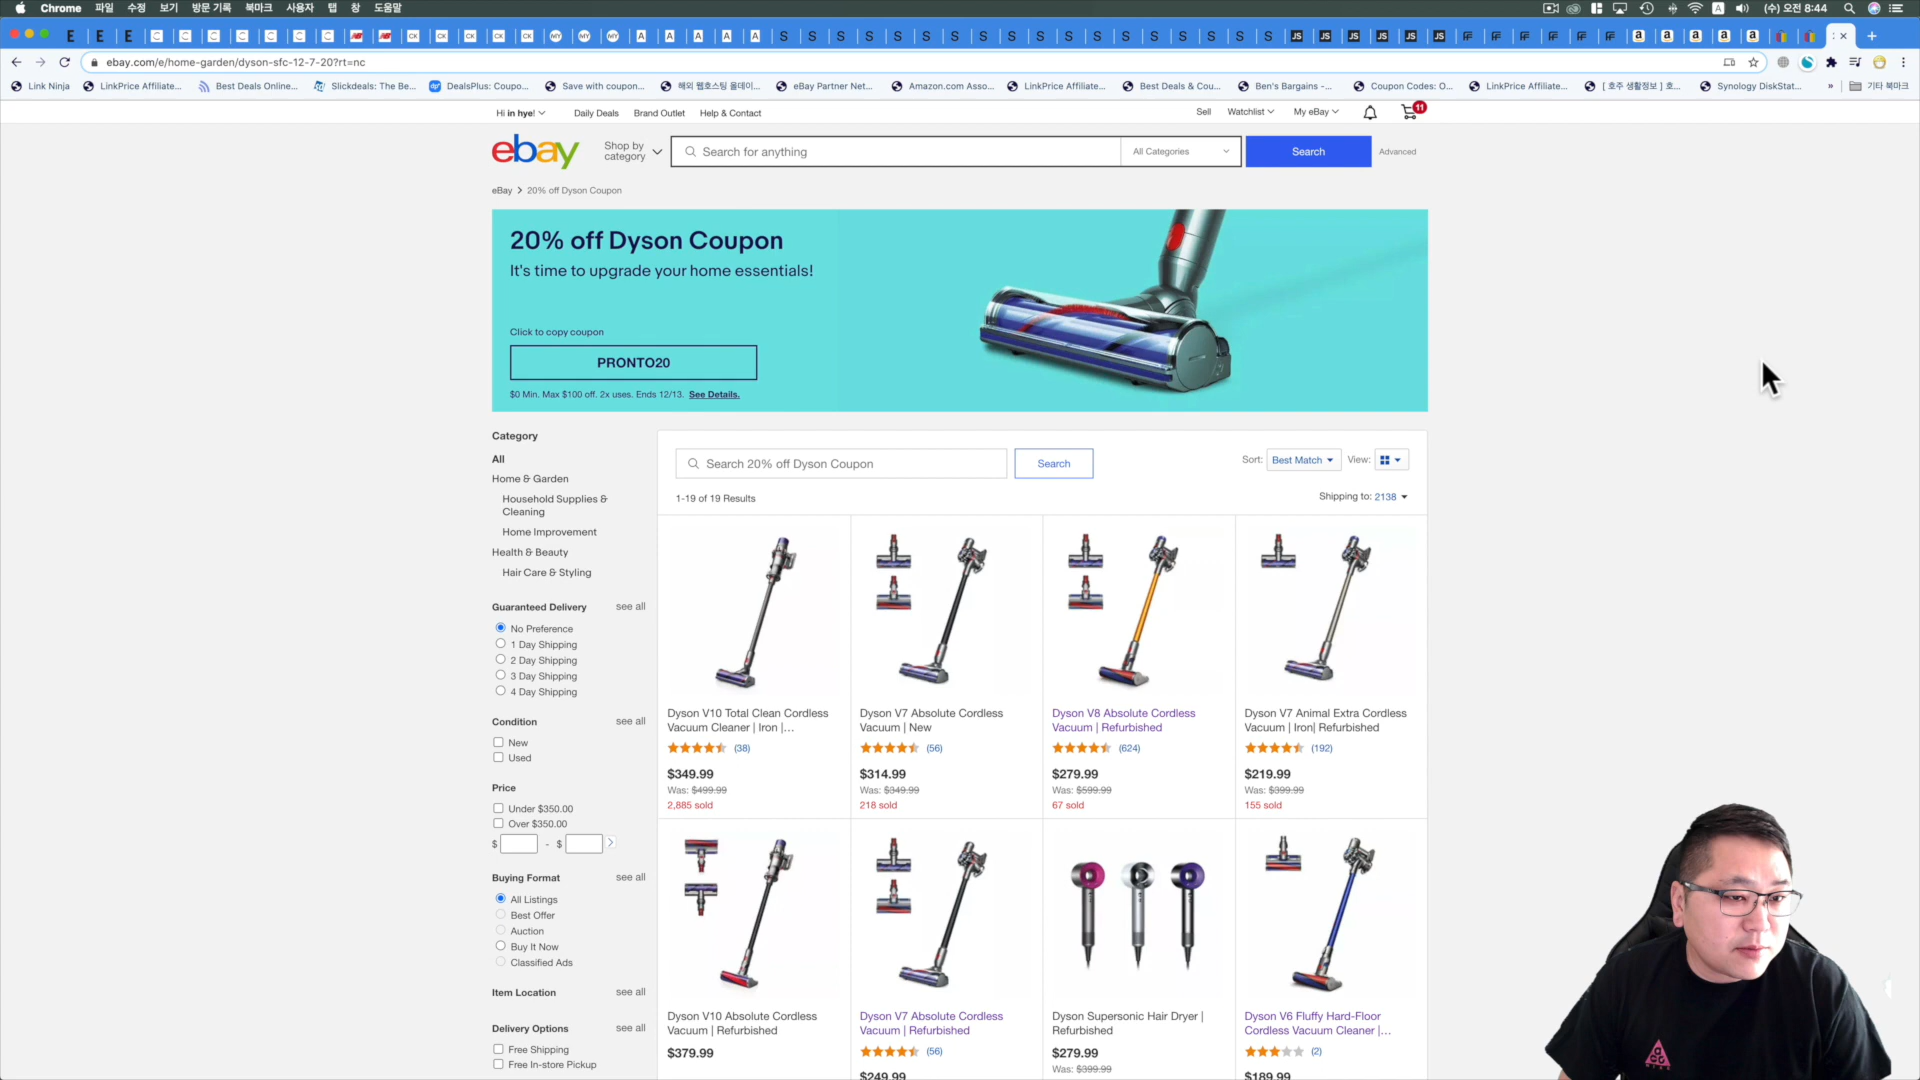 Chrome 파일 수정 보기 방문 기록 북마크 사용자 탭 창 도움말
(수) 오전 8:44
ebay.com/e/home-garden/dyson-sfc-12-7-20?rt=nc
Link Ninja LinkPrice Affiliate... Best Deals Online... Slickdeals: The Be... DealsPlus: Coupo... Save with coupon... 해외 웹호스팅 올데이... eBay Partner Net... Amazon.com Asso... LinkPrice Affiliate... Best Deals & Cou... Ben's Bargains -... Coupon Codes: O... LinkPrice Affiliate... [ 호주 생활정보 ] 호... Synology DiskStat... » 기타 북마크
Hi in hye! Daily Deals Brand Outlet Help & Contact Sell Watchlist My eBay 11
ebay Shop by category Search for anything All Categories Search Advanced
eBay > 20% off Dyson Coupon
20% off Dyson Coupon
It's time to upgrade your home essentials!
Click to copy coupon
PRONTO20
$0 Min. Max $100 off. 2x uses. Ends 12/13. See Details.
Category
All
Home & Garden
Household Supplies &
Cleaning
Home Improvement
Health & Beauty
Hair Care & Styling
Guaranteed Delivery see all
No Preference
1 Day Shipping
2 Day Shipping
3 Day Shipping
4 Day Shipping
Condition see all
New
Used
Price
Under $350.00
Over $350.00
$ - $
Buying Format see all
All Listings
Best Offer
Auction
Buy It Now
Classified Ads
Item Location see all
Delivery Options see all
Free Shipping
Free In-store Pickup
Search 20% off Dyson Coupon Search Sort: Best Match View:
1-19 of 19 Results Shipping to: 2138
Dyson V10 Total Clean Cordless
Vacuum Cleaner | Iron |...
(38)
$349.99
Was: $499.99
2,885 sold
Dyson V7 Absolute Cordless
Vacuum | New
(56)
$314.99
Was: $349.99
218 sold
Dyson V8 Absolute Cordless
Vacuum | Refurbished
(624)
$279.99
Was: $599.99
67 sold
Dyson V7 Animal Extra Cordless
Vacuum | Iron| Refurbished
(192)
$219.99
Was: $399.99
155 sold
Dyson V10 Absolute Cordless
Vacuum | Refurbished
$379.99
Dyson V7 Absolute Cordless
Vacuum | Refurbished
(56)
$249.99
Dyson Supersonic Hair Dryer |
Refurbished
$279.99
Was: $399.99
Dyson V6 Fluffy Hard-Floor
Cordless Vacuum Cleaner |...
(2)
$189.99